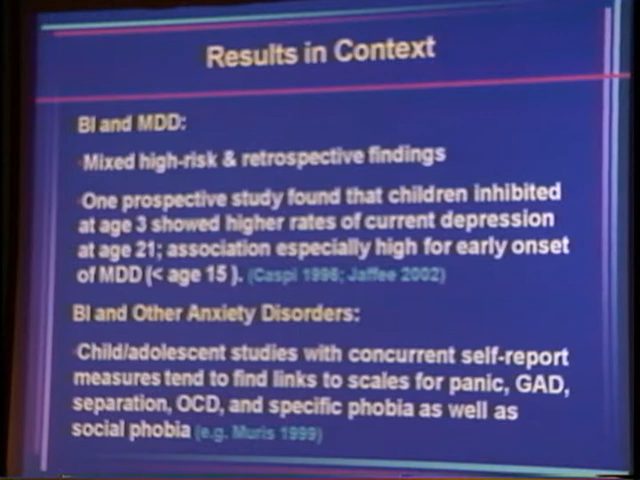 Results in Context
BI and MDD:
Mixed high-risk & retrospective findings
One prospective study found that children inhibited
at age 3 showed higher rates of current depression
at age 21; association especially high for early onset
of MDD (< age 15 ). (Caspi 1996; Jaffee 2002)
BI and Other Anxiety Disorders:
Child/adolescent studies with concurrent self-report
measures tend to find links to scales for panic, GAD,
separation, OCD, and specific phobia as well as
social phobia (e.g. Muris 1999)